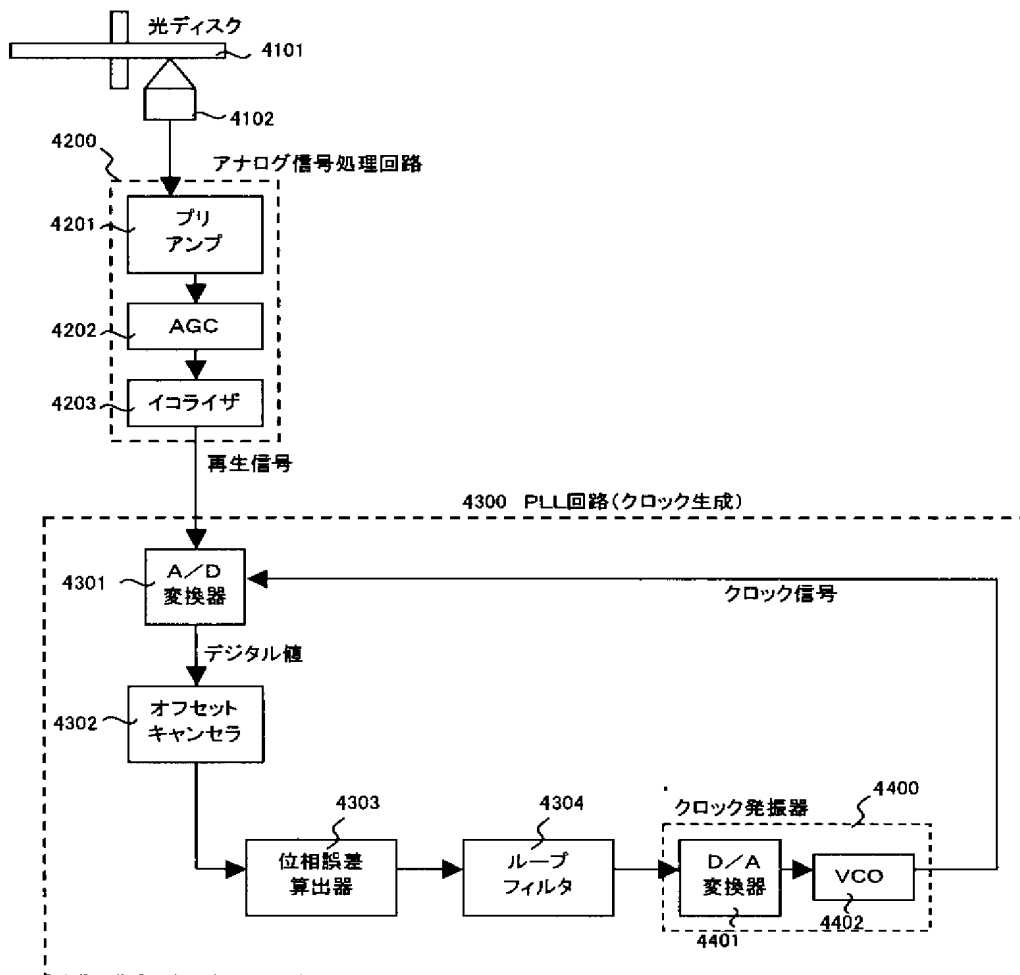 光ディスク
4101
4102
4200
アナログ信号処理回路
4201
プリ
アンプ
4202
AGC
4203
イコライザ
再生信号
4300 PLL回路(クロック生成)
4301
A/D
変換器
クロック信号
デジタル値
4302
オフセット
キャンセラ
4303
4304
クロック発振器
4400
位相誤差
算出器
ループ
フィルタ
D/A
変換器
VCO
4401
4402